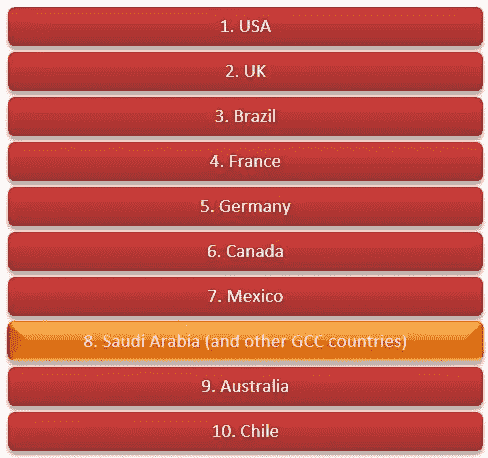 1. USA
2. UK
3. Brazil
4. France
5. Germany
6. Canada
7. Mexico
8. Saudi Arabia (and other GCC countries)
9. Australia
10. Chile